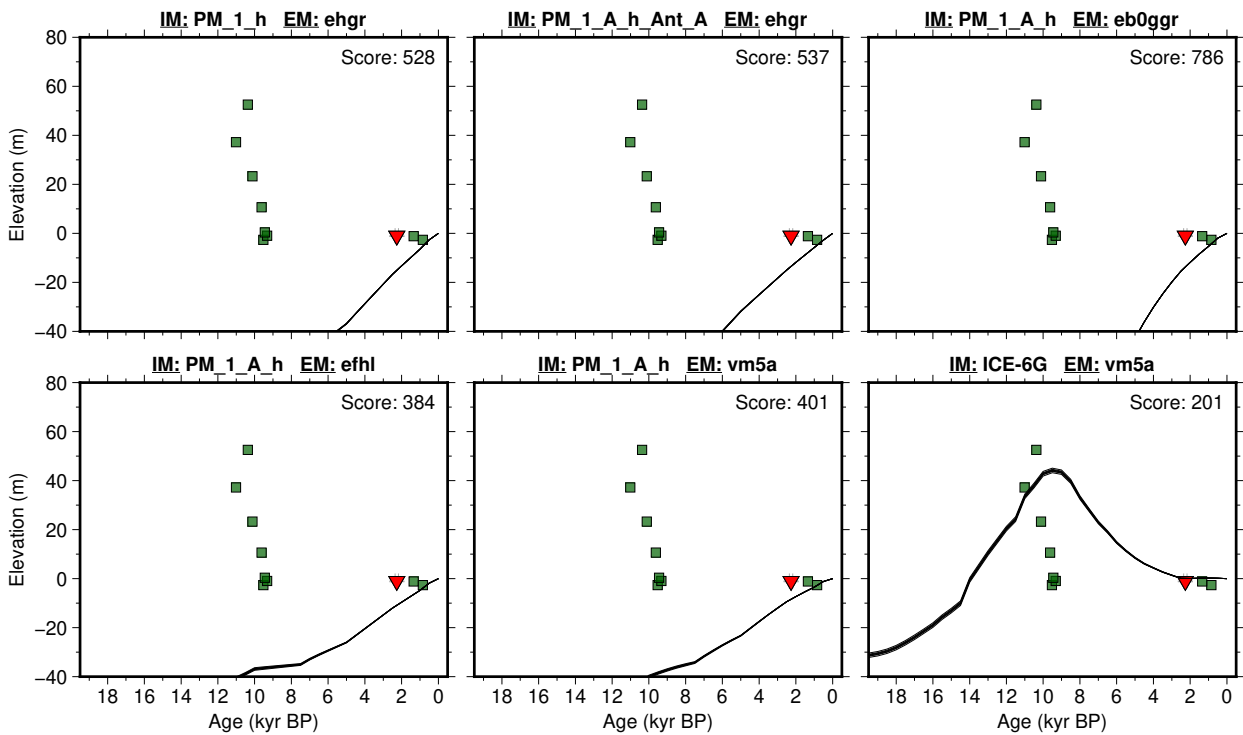 IM: PM_1_h EM: ehgr
IM: PM_1_A_h_Ant_A EM: ehgr
IM: PM_1_A_h EM: eb0ggr
80
60
40
20
0
−20
−40
Elevation (m)
Score: 528
Score: 537
Score: 786
IM: PM_1_A_h EM: efhl
IM: PM_1_A_h EM: vm5a
IM: ICE-6G EM: vm5a
80
60
40
20
0
−20
−40
Elevation (m)
Score: 384
Score: 401
Score: 201
18 16 14 12 10 8 6 4 2 0
18 16 14 12 10 8 6 4 2 0
18 16 14 12 10 8 6 4 2 0
Age (kyr BP)
Age (kyr BP)
Age (kyr BP)